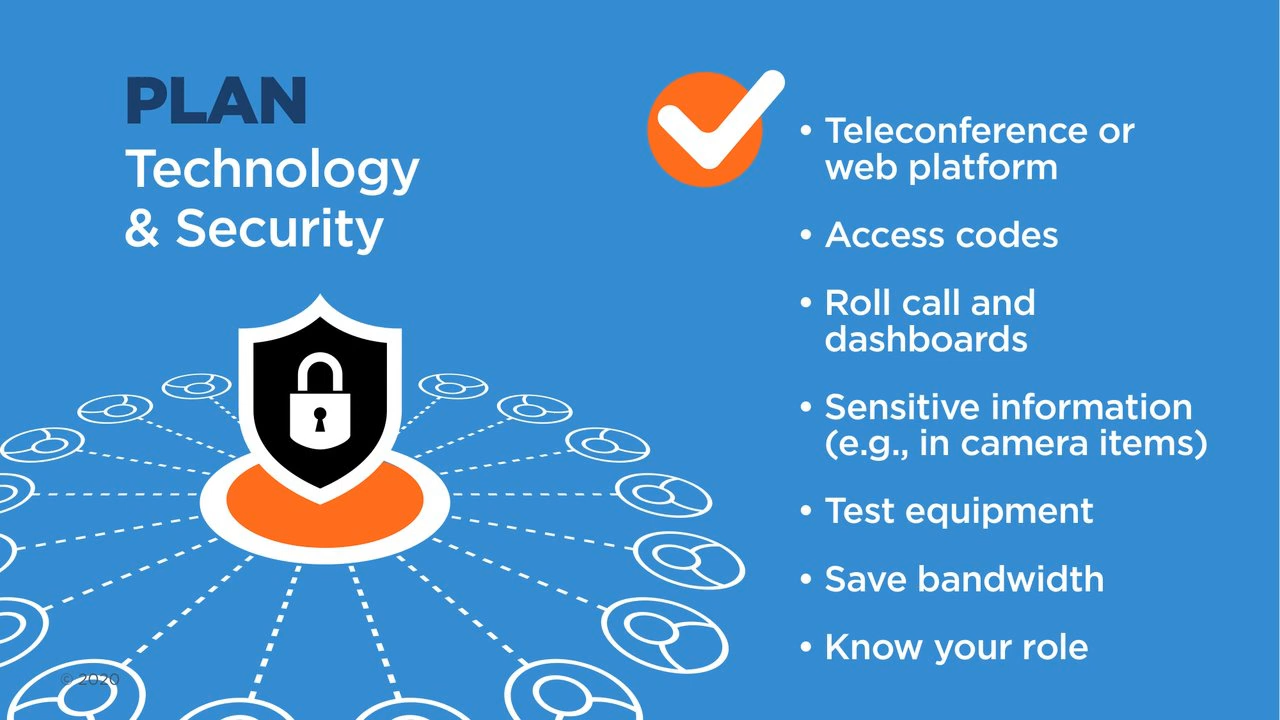 PLAN
Technology
& Security
• Teleconference or
web platform
• Access codes
• Roll call and
dashboards
• Sensitive information
(e.g., in camera items)
• Test equipment
• Save bandwidth
• Know your role
© 2020